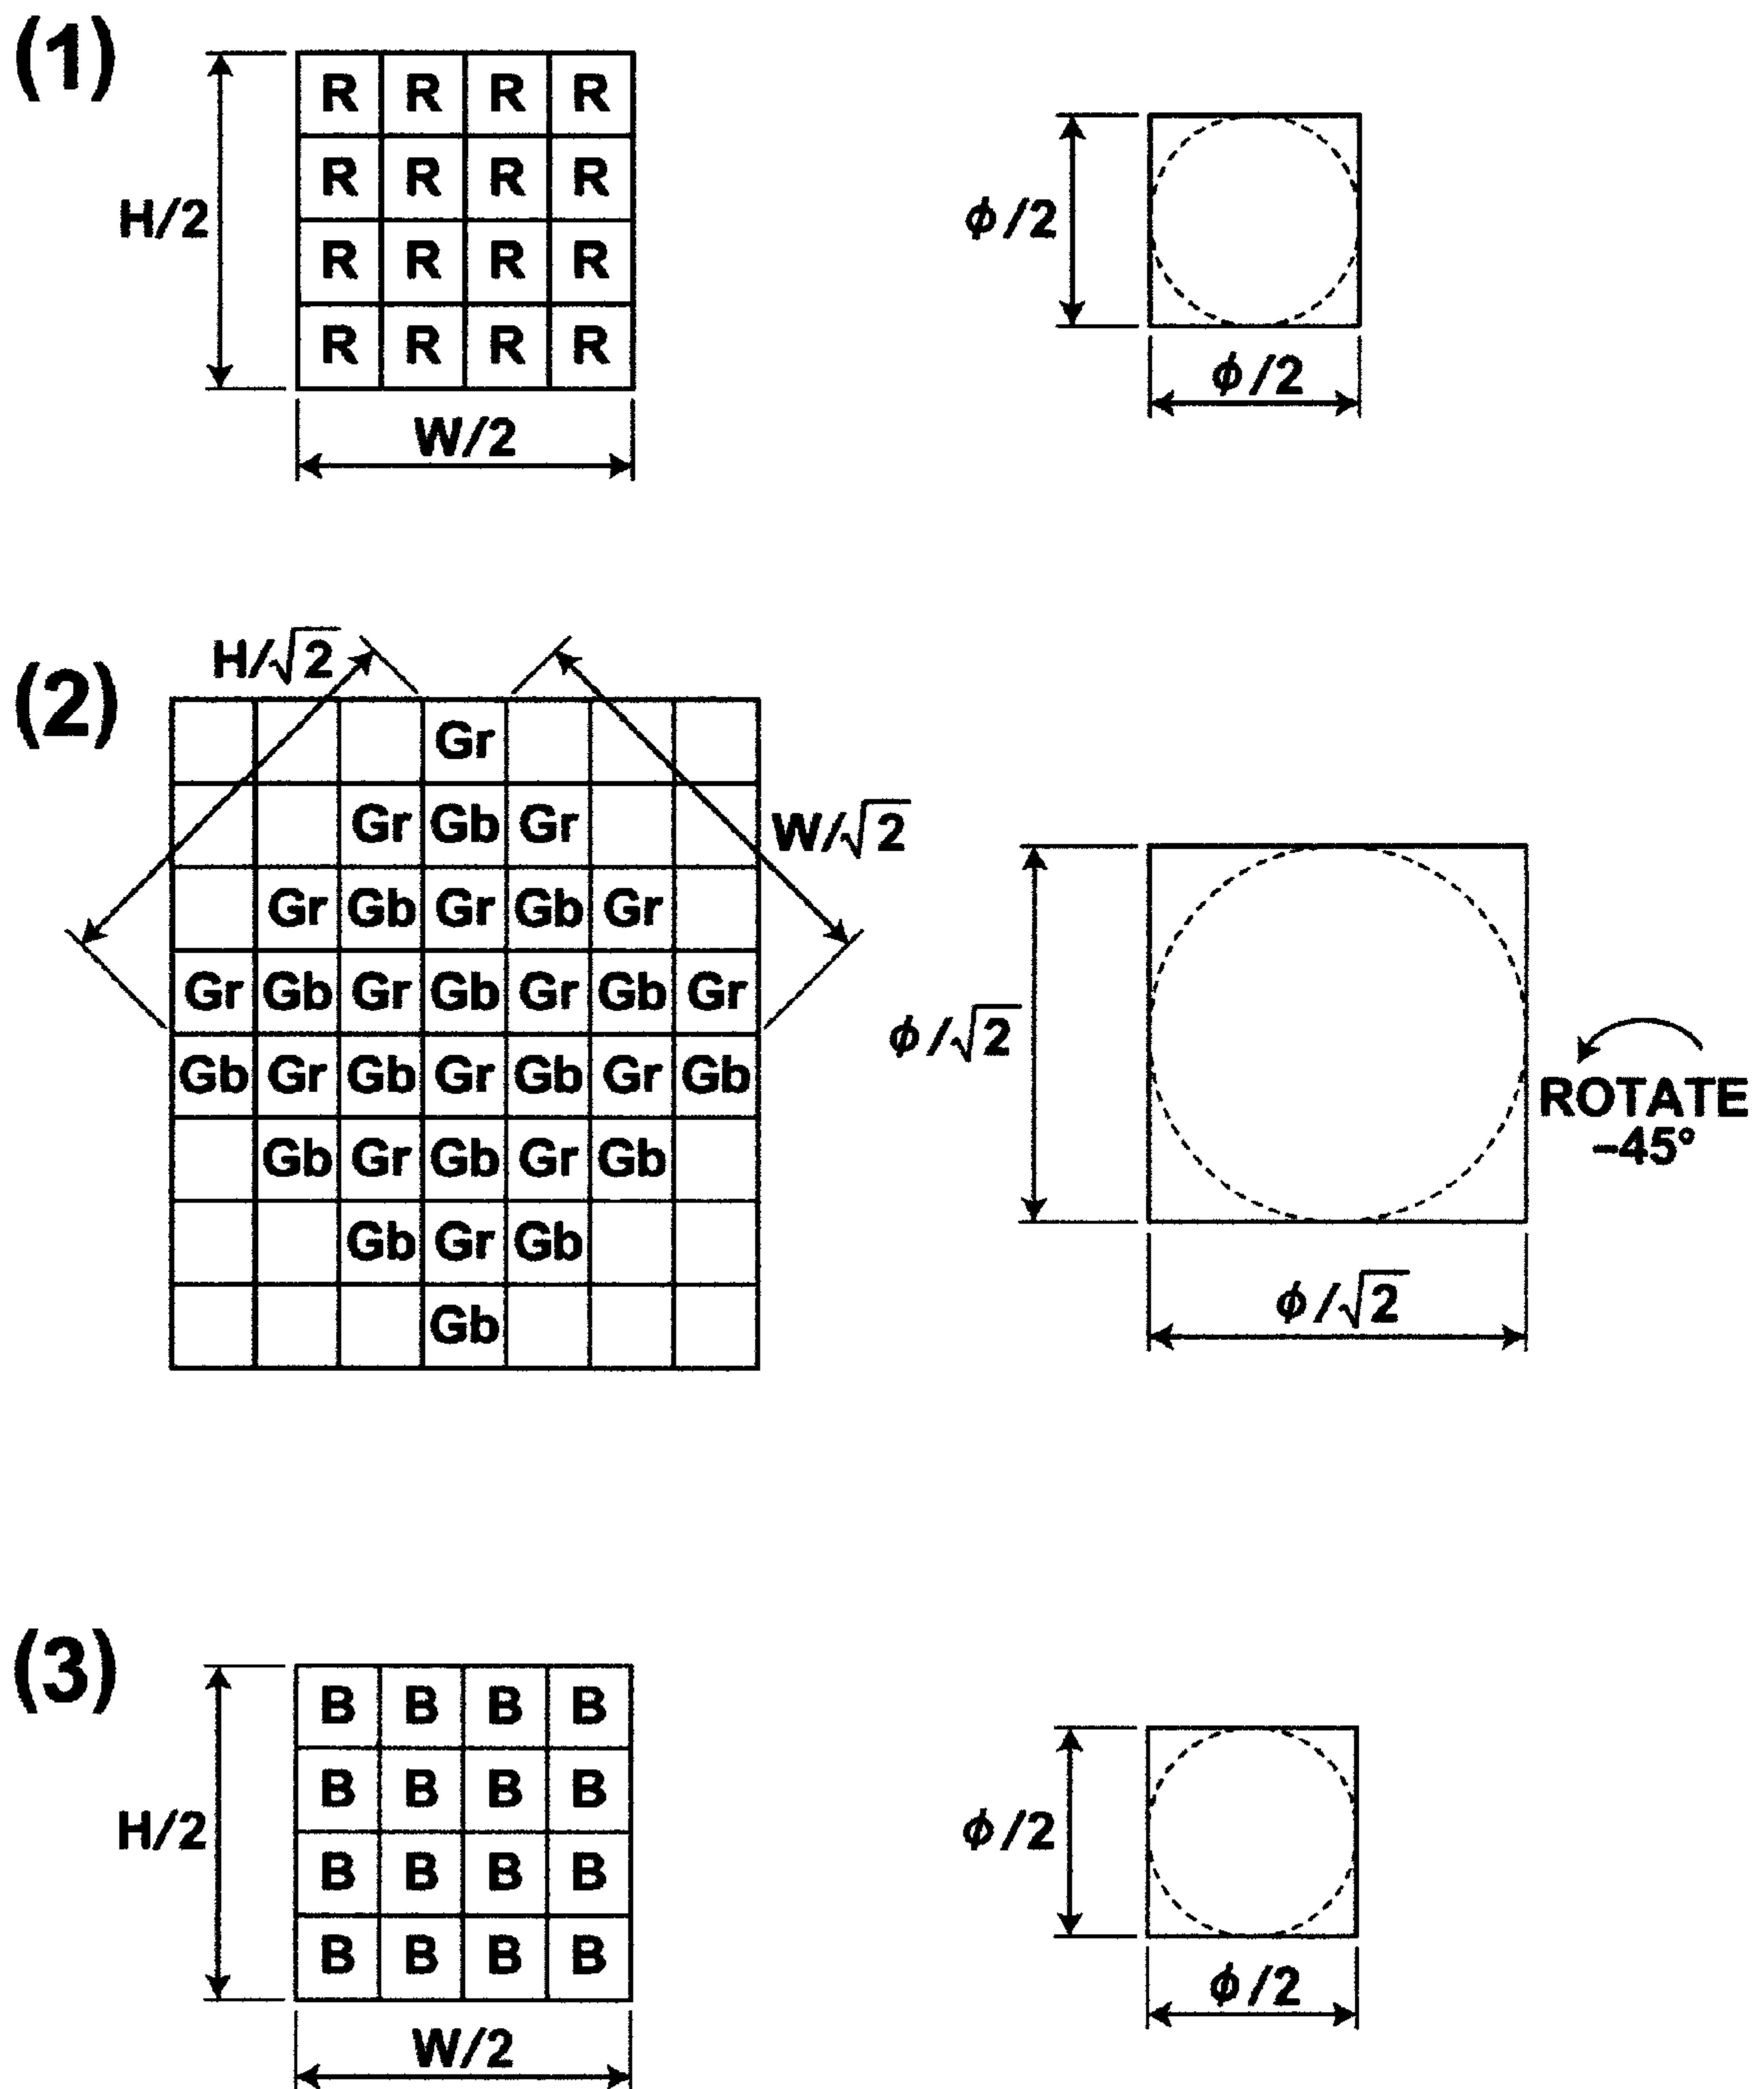 (1)
R R R R
R R R R
R R R R
R R R R
H/2
W/2
ϕ/2
ϕ/2
(2)
H/√2
W/√2
Gr
Gr Gb Gr
Gr Gb Gr Gb Gr
Gr Gb Gr Gb Gr Gb Gr
Gb Gr Gb Gr Gb Gr Gb
Gb Gr Gb Gr Gb
Gb Gr Gb
Gb
ϕ/√2
ϕ/√2
ROTATE
−45°
(3)
B B B B
B B B B
B B B B
B B B B
H/2
W/2
ϕ/2
ϕ/2